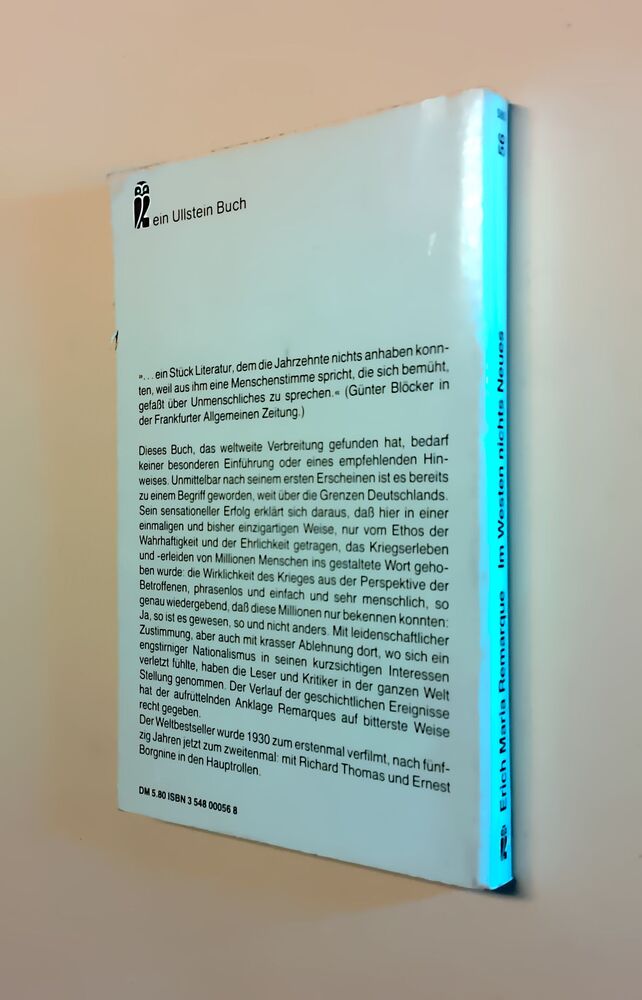 ein Ullstein Buch
»... ein Stück Literatur, dem die Jahrzehnte nichts anhaben konn-
ten, weil aus ihm eine Menschenstimme spricht, die sich bemüht,
gefaßt über Unmenschliches zu sprechen.« (Günter Blöcker in
der Frankfurter Allgemeinen Zeitung.)
Dieses Buch, das weltweite Verbreitung gefunden hat, bedarf
keiner besonderen Einführung oder eines empfehlenden Hin-
weises. Unmittelbar nach seinem ersten Erscheinen ist es bereits
zu einem Begriff geworden, weit über die Grenzen Deutschlands.
Sein sensationeller Erfolg erklärt sich daraus, daß hier in einer
einmaligen und bisher einzigartigen Weise, nur vom Ethos der
Wahrhaftigkeit und der Ehrlichkeit getragen, das Kriegserleben
und -erleiden von Millionen Menschen ins gestaltete Wort geho-
ben wurde: die Wirklichkeit des Krieges aus der Perspektive der
Betroffenen, phrasenlos und einfach und sehr menschlich, so
genau wiedergebend, daß diese Millionen nur bekennen konnten:
Ja, so ist es gewesen, so und nicht anders. Mit leidenschaftlicher
Zustimmung, aber auch mit krasser Ablehnung dort, wo sich ein
engstirniger Nationalismus in seinen kurzsichtigen Interessen
verletzt fühlte, haben die Leser und Kritiker in der ganzen Welt
Stellung genommen. Der Verlauf der geschichtlichen Ereignisse
hat der aufrüttelnden Anklage Remarques auf bitterste Weise
recht gegeben.
Der Weltbestseller wurde 1930 zum erstenmal verfilmt, nach fünf-
zig Jahren jetzt zum zweitenmal: mit Richard Thomas und Ernest
Borgnine in den Hauptrollen.
DM 5.80 ISBN 3 548 00056 8
Erich Maria Remarque Im Westen nichts Neues
56